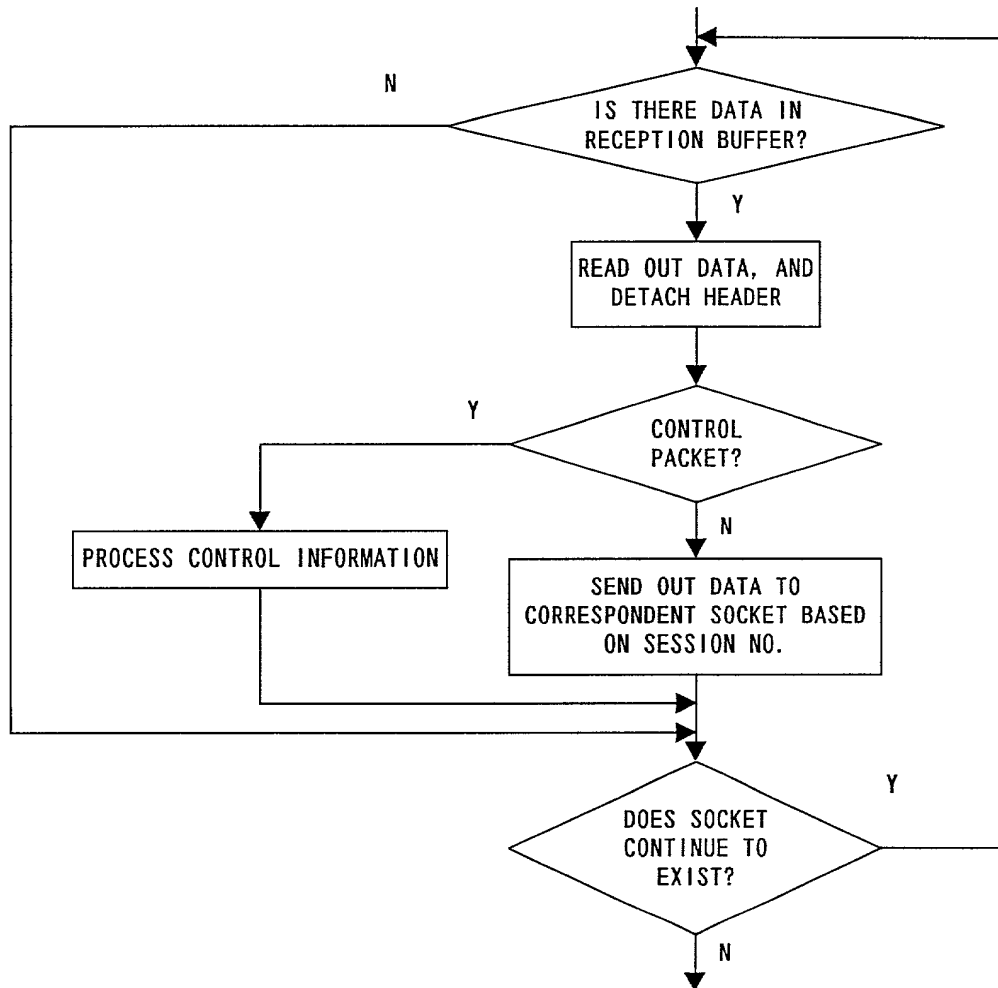 N
IS THERE DATA IN
RECEPTION BUFFER?
Y
READ OUT DATA, AND
DETACH HEADER
Y
CONTROL
PACKET?
N
PROCESS CONTROL INFORMATION
SEND OUT DATA TO
CORRESPONDENT SOCKET BASED
ON SESSION NO.
Y
DOES SOCKET
CONTINUE TO
EXIST?
N